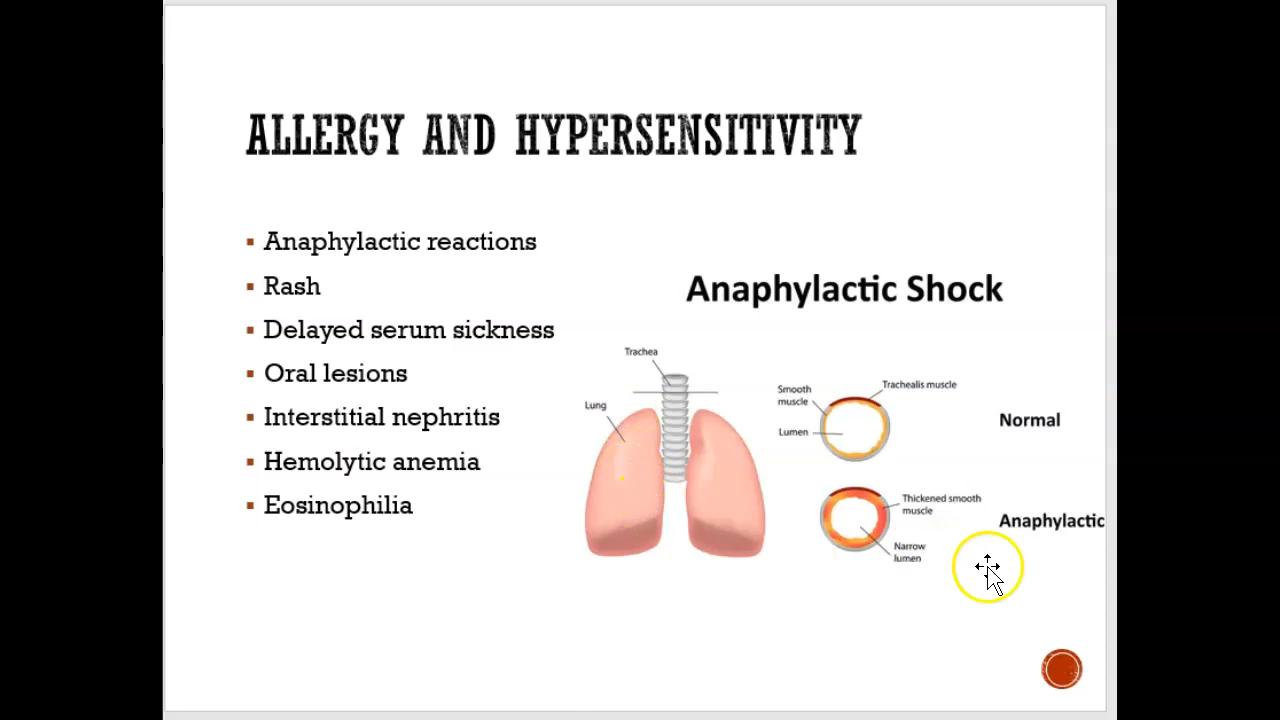 ALLERGY AND HYPERSENSITIVITY
Anaphylactic reactions
Rash
Delayed serum sickness
Oral lesions
Interstitial nephritis
Hemolytic anemia
Eosinophilia
Anaphylactic Shock
Trachea
Lung
Smooth
muscle
Trachealis muscle
Lumen
Normal
Thickened smooth
muscle
Narrow
lumen
Anaphylactic